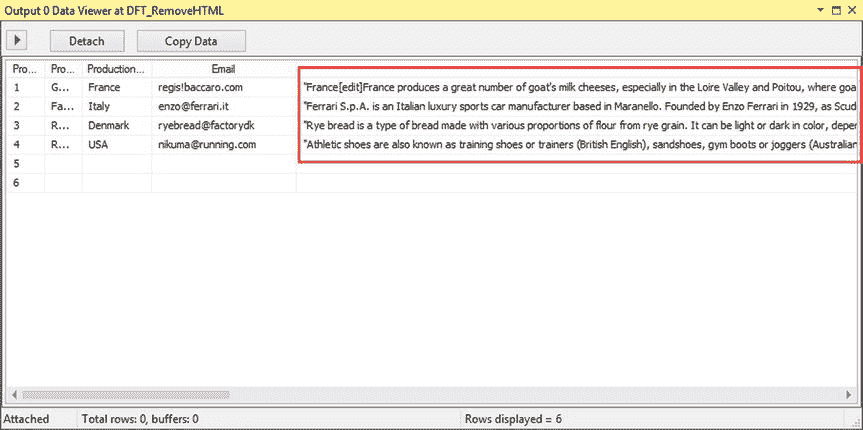 Output 0 Data Viewer at DFT_RemoveHTML
Detach Copy Data
Pro... Pro... Production... Email
1 G... France regis!baccaro.com "France[edit]France produces a great number of goat's milk cheeses, especially in the Loire Valley and Poitou, where goa
2 Fa... Italy enzo@ferrari.it "Ferrari S.p.A. is an Italian luxury sports car manufacturer based in Maranello. Founded by Enzo Ferrari in 1929, as Scud
3 R... Denmark ryebread@factorydk "Rye bread is a type of bread made with various proportions of flour from rye grain. It can be light or dark in color, deper
4 R... USA nikuma@running.com "Athletic shoes are also known as training shoes or trainers (British English), sandshoes, gym boots or joggers (Australian
5
6
Attached Total rows: 0, buffers: 0 Rows displayed = 6